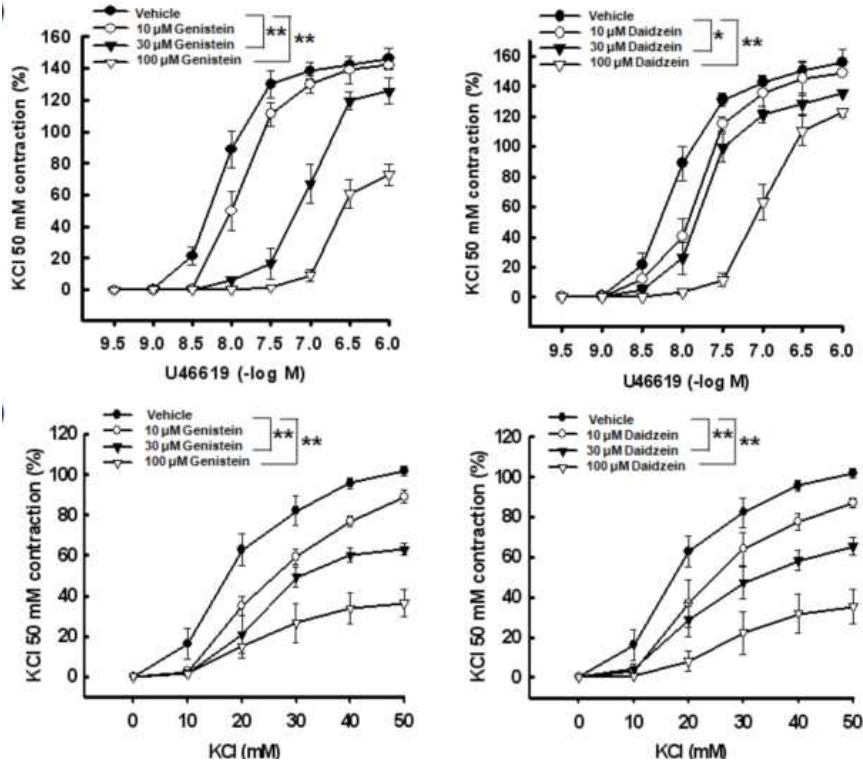 Vehicle
10 µM Genistein
30 µM Genistein
100 µM Genistein
** **
KCl 50 mM contraction (%)
160
140
120
100
80
60
40
20
0
9.5 9.0 8.5 8.0 7.5 7.0 6.5 6.0
U46619 (-log M)
Vehicle
10 µM Daidzein
30 µM Daidzein
100 µM Daidzein
* **
KCl 50 mM contraction (%)
160
140
120
100
80
60
40
20
0
9.5 9.0 8.5 8.0 7.5 7.0 6.5 6.0
U46619 (-log M)
Vehicle
10 µM Genistein
30 µM Genistein
100 µM Genistein
** **
KCl 50 mM contraction (%)
120
100
80
60
40
20
0
0 10 20 30 40 50
KCl (mM)
Vehicle
10 µM Daidzein
30 µM Daidzein
100 µM Daidzein
** **
KCl 50 mM contraction (%)
120
100
80
60
40
20
0
0 10 20 30 40 50
KCl (mM)